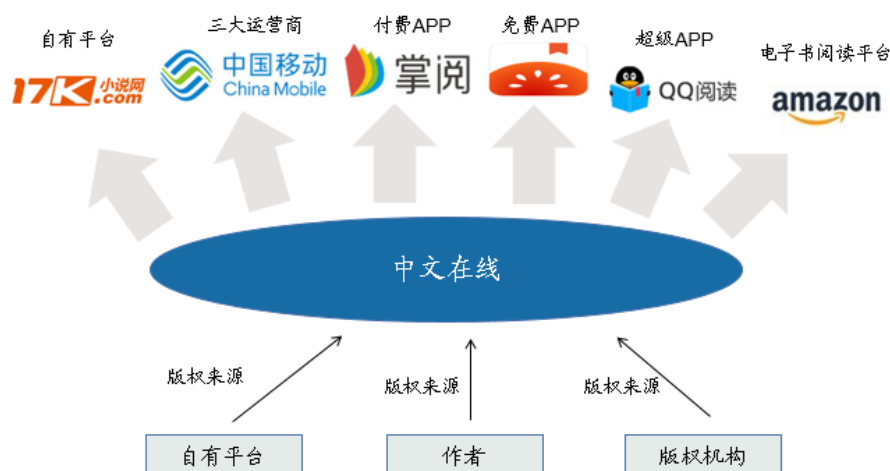 自有平台
三大运营商
付费APP
免费APP
超级APP
电子书阅读平台
17K小说网
.com
中国移动
China Mobile
掌阅
QQ阅读
amazon
中文在线
版权来源
版权来源
版权来源
自有平台
作者
版权机构